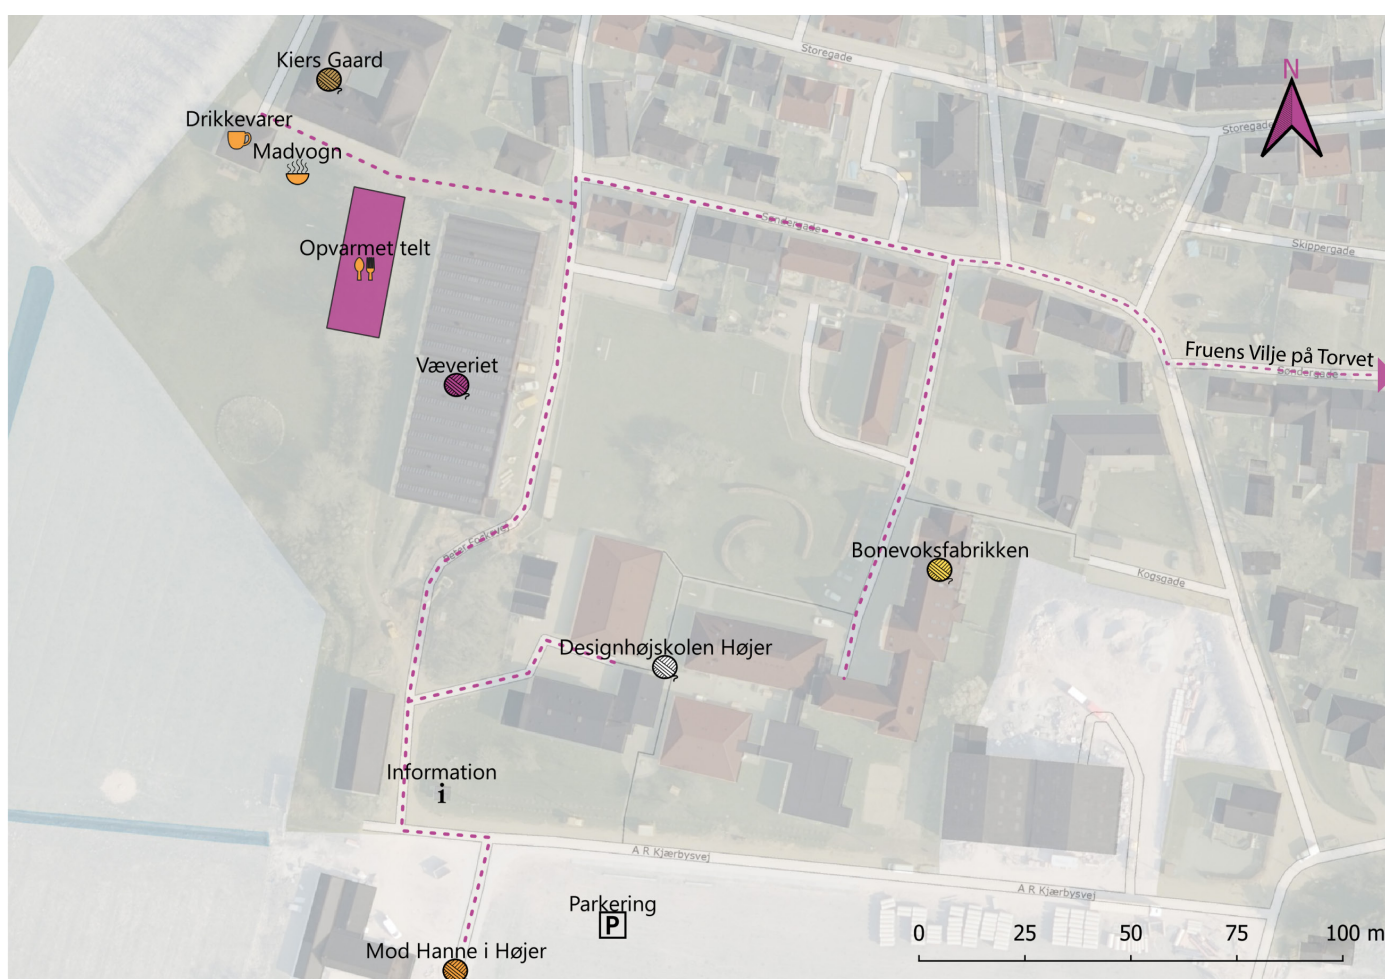 Storegade
Kiers Gaard
N
Drikkevarer
Storegade
Madvogn
Søndergade
Opvarmet telt
Skippergade
Fruens Vilje på Torvet
Væveriet
Søndergade
Bonevoksfabrikken
Kogsgade
Designhøjskolen Højer
Information
i
A R Kjærbysvej
A R Kjærbysvej
Parkering
P
0 25 50 75 100 m
Mod Hanne i Højer